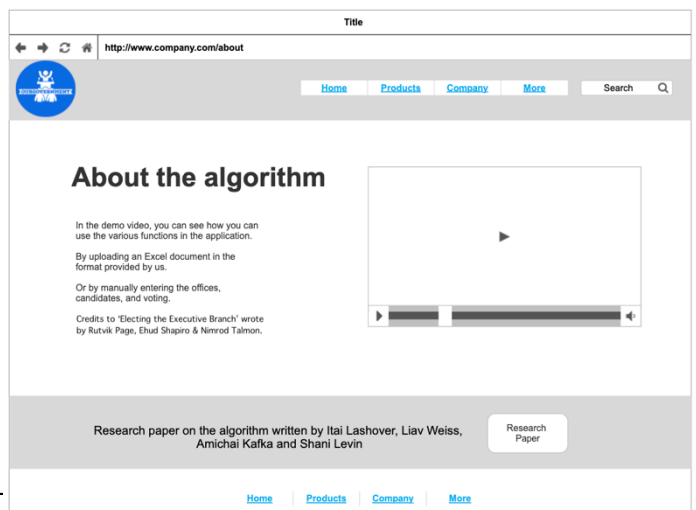 Title
http://www.company.com/about
OURGOVERNMENT
Home Products Company More Search
About the algorithm
In the demo video, you can see how you can
use the various functions in the application.
By uploading an Excel document in the
format provided by us.
Or by manually entering the offices,
candidates, and voting.
Credits to ‘Electing the Executive Branch’ wrote
by Rutvik Page, Ehud Shapiro & Nimrod Talmon.
Research paper on the algorithm written by Itai Lashover, Liav Weiss,
Amichai Kafka and Shani Levin
Research
Paper
Home Products Company More